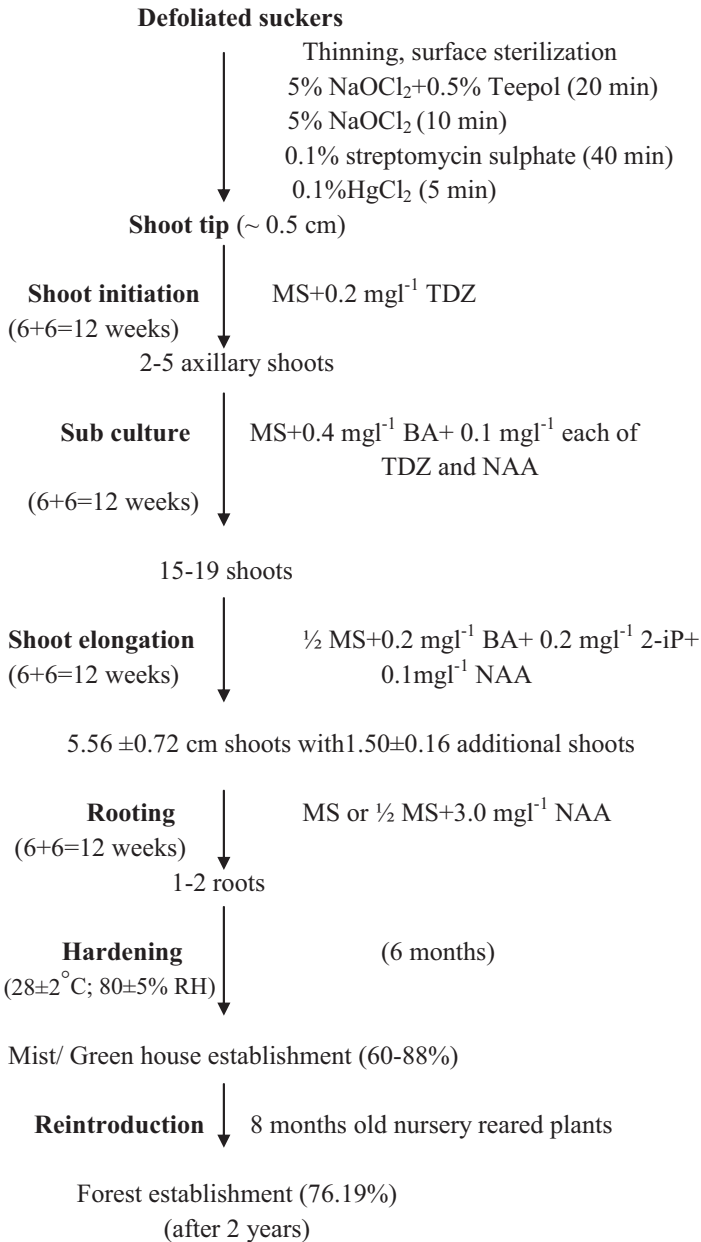 Defoliated suckers
Thinning, surface sterilization
5% NaOCl₂+0.5% Teepol (20 min)
5% NaOCl₂ (10 min)
0.1% streptomycin sulphate (40 min)
0.1%HgCl₂ (5 min)
Shoot tip (~ 0.5 cm)
Shoot initiation MS+0.2 mgl⁻¹ TDZ
(6+6=12 weeks)
2-5 axillary shoots
Sub culture MS+0.4 mgl⁻¹ BA+ 0.1 mgl⁻¹ each of
TDZ and NAA
(6+6=12 weeks)
15-19 shoots
Shoot elongation ½ MS+0.2 mgl⁻¹ BA+ 0.2 mgl⁻¹ 2-iP+
(6+6=12 weeks) 0.1mgl⁻¹ NAA
5.56 ±0.72 cm shoots with1.50±0.16 additional shoots
Rooting MS or ½ MS+3.0 mgl⁻¹ NAA
(6+6=12 weeks)
1-2 roots
Hardening (6 months)
(28±2°C; 80±5% RH)
Mist/ Green house establishment (60-88%)
Reintroduction 8 months old nursery reared plants
Forest establishment (76.19%)
(after 2 years)